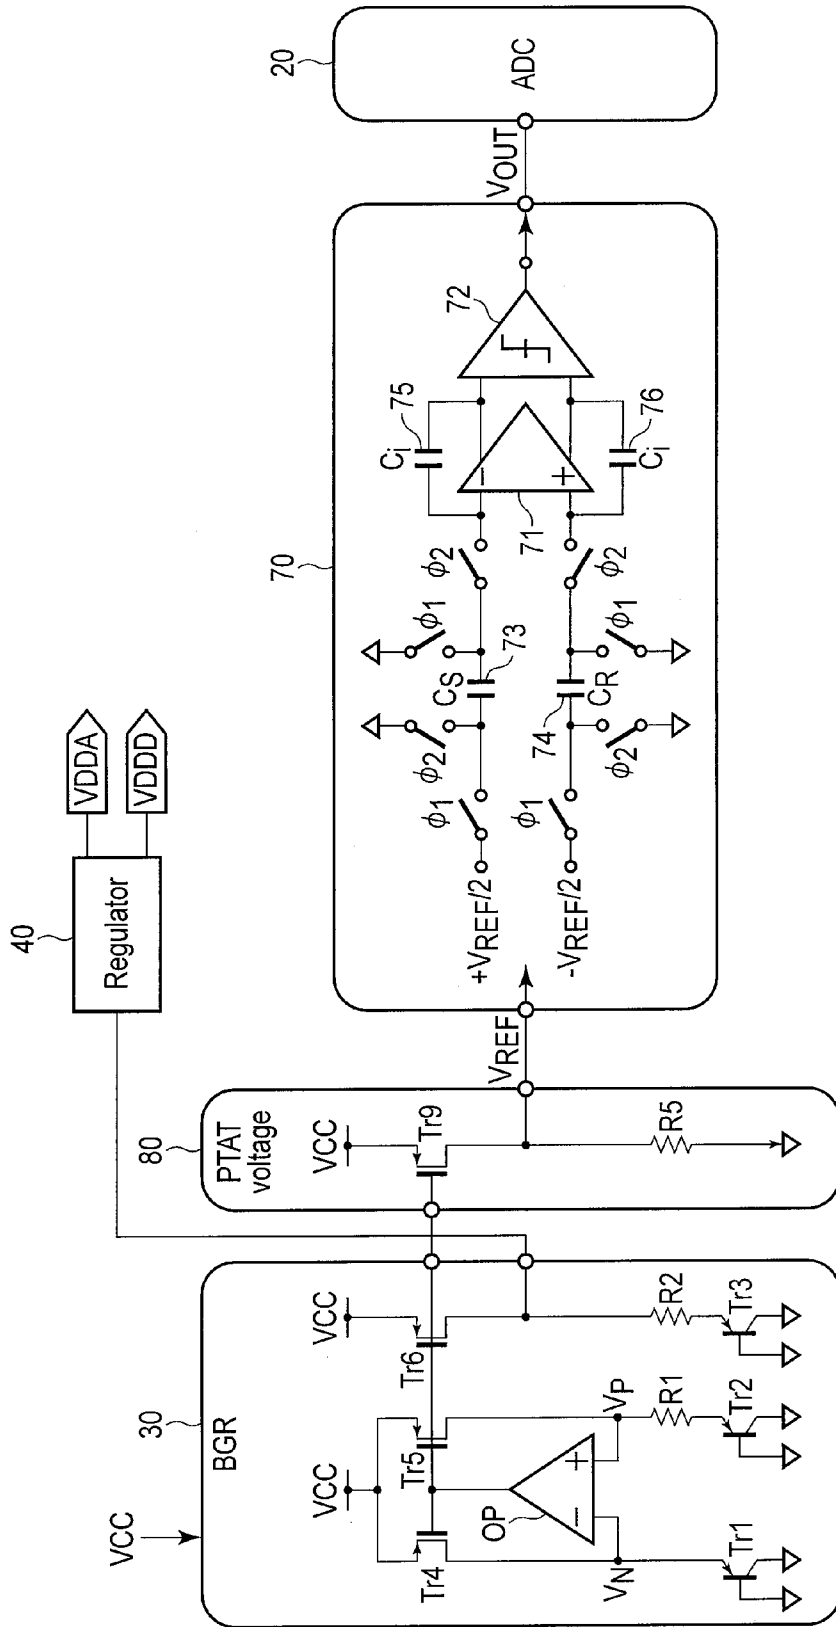 VCC
30
BGR
VCC
VCC
Tr4
Tr5
Tr6
OP
−
+
VN
VP
R1
R2
Tr1
Tr2
Tr3
80
PTAT
voltage
VCC
Tr9
R5
VREF
40
Regulator
VDDA
VDDD
70
+VREF/2
-VREF/2
ϕ1
ϕ1
ϕ2
ϕ2
CS
73
74
CR
ϕ1
ϕ1
ϕ2
ϕ2
Ci
75
−
+
71
Ci
76
72
VOUT
20
ADC